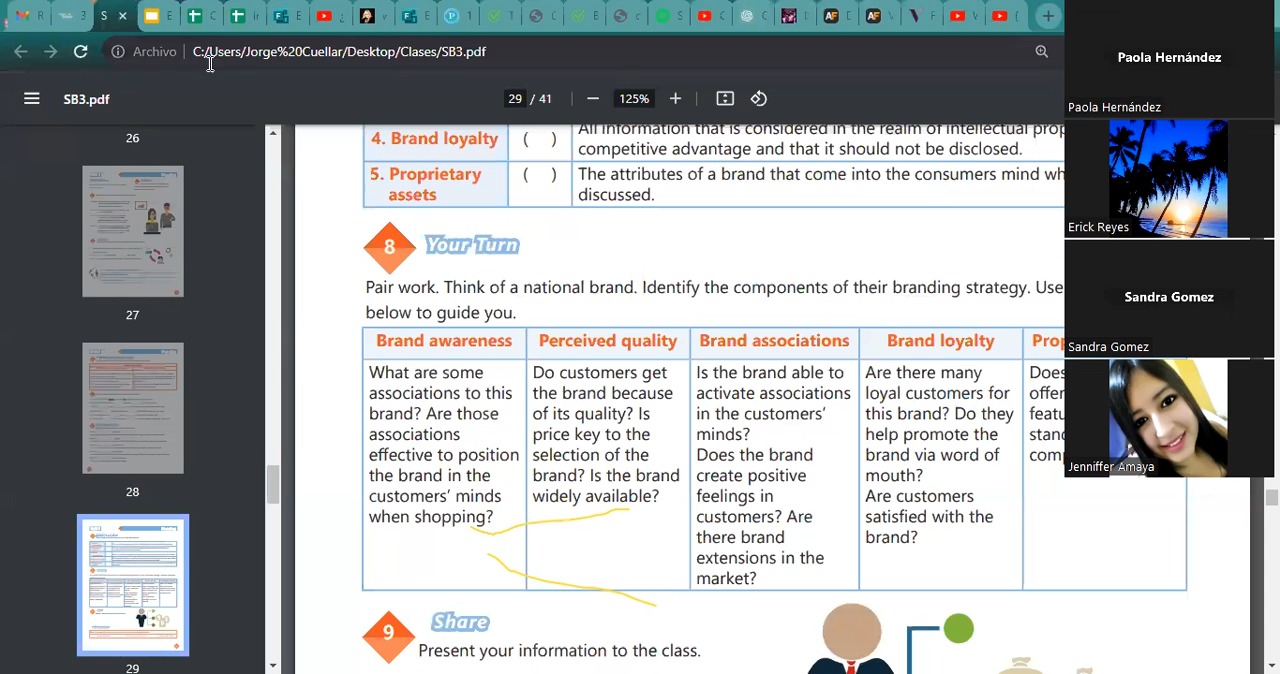 Archivo
C:/Users/Jorge%20Cuellar/Desktop/Clases/SB3.pdf
SB3.pdf
29 / 41
125%
26
27
28
29
4. Brand loyalty
( )
All information that is considered in the realm of intellectual
competitive advantage and that it should not be disclosed.
5. Proprietary
assets
( )
The attributes of a brand that come into the consumers mind
discussed.
8
Your Turn
Pair work. Think of a national brand. Identify the components of their branding strategy. Use
below to guide you.
Brand awareness
What are some
associations to this
brand? Are those
associations
effective to position
the brand in the
customers' minds
when shopping?
Perceived quality
Do customers get
the brand because
of its quality? Is
price key to the
selection of the
brand? Is the brand
widely available?
Brand associations
Is the brand able to
activate associations
in the customers'
minds?
Does the brand
create positive
feelings in
customers? Are
there brand
extensions in the
market?
Brand loyalty
Are there many
loyal customers for
this brand? Do they
help promote the
brand via word of
mouth?
Are customers
satisfied with the
brand?
9
Share
Present your information to the class.
Paola Hernández
Paola Hernández
Erick Reyes
Sandra Gomez
Sandra Gomez
Jenniffer Amaya